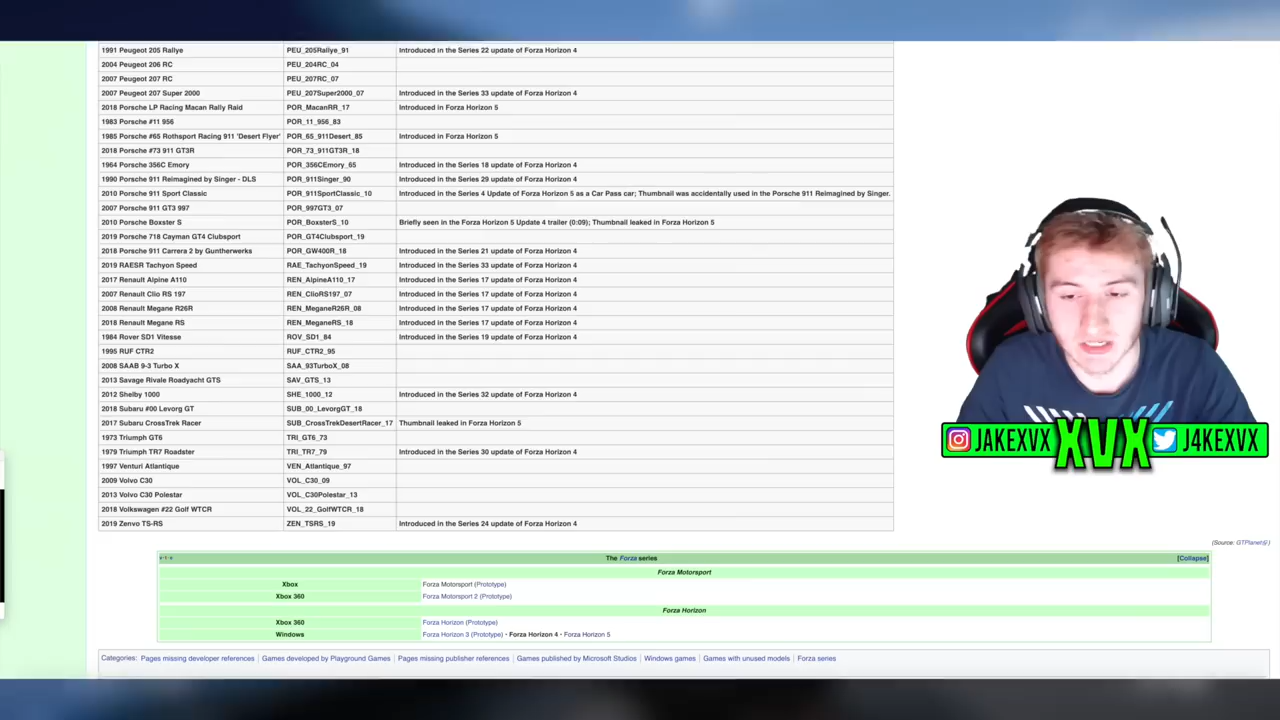 1991 Peugeot 205 Rallye PEU_205Rallye_91 Introduced in the Series 22 update of Forza Horizon 4
2004 Peugeot 206 RC PEU_204RC_04
2007 Peugeot 207 RC PEU_207RC_07
2007 Peugeot 207 Super 2000 PEU_207Super2000_07 Introduced in the Series 33 update of Forza Horizon 4
2018 Porsche LP Racing Macan Rally Raid POR_MacanRR_17 Introduced in Forza Horizon 5
1983 Porsche #11 956 POR_11_956_83
1985 Porsche #65 Rothsport Racing 911 'Desert Flyer' POR_65_911Desert_85 Introduced in Forza Horizon 5
2018 Porsche #73 911 GT3R POR_73_911GT3R_18
1964 Porsche 356C Emory POR_356CEmory_65 Introduced in the Series 18 update of Forza Horizon 4
1990 Porsche 911 Reimagined by Singer - DLS POR_911Singer_90 Introduced in the Series 29 update of Forza Horizon 4
2010 Porsche 911 Sport Classic POR_911SportClassic_10 Introduced in the Series 4 Update of Forza Horizon 5 as a Car Pass car; Thumbnail was accidentally used in the Porsche 911 Reimagined by Singer.
2007 Porsche 911 GT3 997 POR_997GT3_07
2010 Porsche Boxster S POR_BoxsterS_10 Briefly seen in the Forza Horizon 5 Update 4 trailer (0:09); Thumbnail leaked in Forza Horizon 5
2019 Porsche 718 Cayman GT4 Clubsport POR_GT4Clubsport_19
2018 Porsche 911 Carrera 2 by Guntherwerks POR_GW400R_18 Introduced in the Series 21 update of Forza Horizon 4
2019 RAESR Tachyon Speed RAE_TachyonSpeed_19 Introduced in the Series 33 update of Forza Horizon 4
2017 Renault Alpine A110 REN_AlpineA110_17 Introduced in the Series 17 update of Forza Horizon 4
2007 Renault Clio RS 197 REN_ClioRS197_07 Introduced in the Series 17 update of Forza Horizon 4
2008 Renault Megane R26R REN_MeganeR26R_08 Introduced in the Series 17 update of Forza Horizon 4
2018 Renault Megane RS REN_MeganeRS_18 Introduced in the Series 17 update of Forza Horizon 4
1984 Rover SD1 Vitesse ROV_SD1_84 Introduced in the Series 19 update of Forza Horizon 4
1995 RUF CTR2 RUF_CTR2_95
2008 SAAB 9-3 Turbo X SAA_93TurboX_08
2013 Savage Rivale Roadyacht GTS SAV_GTS_13
2012 Shelby 1000 SHE_1000_12 Introduced in the Series 32 update of Forza Horizon 4
2018 Subaru #00 Levorg GT SUB_00_LevorgGT_18
2017 Subaru CrossTrek Racer SUB_CrossTrekDesertRacer_17 Thumbnail leaked in Forza Horizon 5
1973 Triumph GT6 TRI_GT6_73
1979 Triumph TR7 Roadster TRI_TR7_79 Introduced in the Series 30 update of Forza Horizon 4
1997 Venturi Atlantique VEN_Atlantique_97
2009 Volvo C30 VOL_C30_09
2013 Volvo C30 Polestar VOL_C30Polestar_13
2018 Volkswagen #22 Golf WTCR VOL_22_GolfWTCR_18
2019 Zenvo TS-RS ZEN_TSRS_19 Introduced in the Series 24 update of Forza Horizon 4
JAKEXVX XVX J4KEXVX
(Source: GTPlanet)
v·t·e The Forza series [Collapse]
Forza Motorsport
Xbox Forza Motorsport (Prototype)
Xbox 360 Forza Motorsport 2 (Prototype)
Forza Horizon
Xbox 360 Forza Horizon (Prototype)
Windows Forza Horizon 3 (Prototype) · Forza Horizon 4 · Forza Horizon 5
Categories: Pages missing developer references | Games developed by Playground Games | Pages missing publisher references | Games published by Microsoft Studios | Windows games | Games with unused models | Forza series